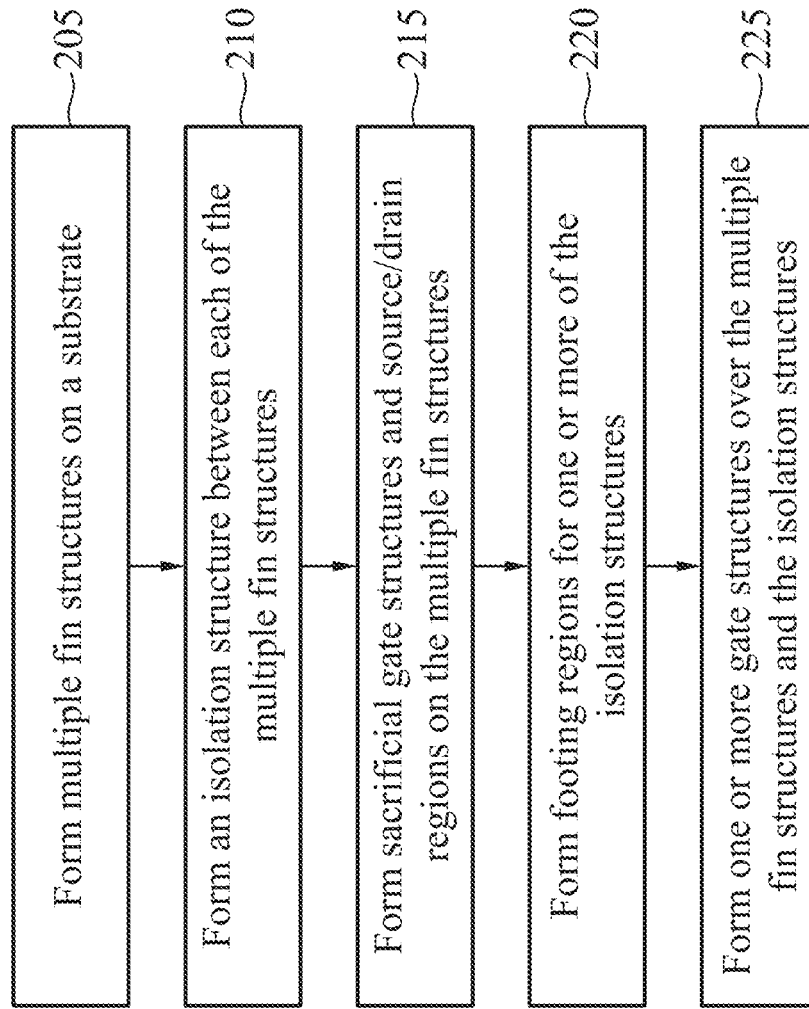 Form multiple fin structures on a substrate
205
Form an isolation structure between each of the
multiple fin structures
210
Form sacrificial gate structures and source/drain
regions on the multiple fin structures
215
Form footing regions for one or more of the
isolation structures
220
Form one or more gate structures over the multiple
fin structures and the isolation structures
225